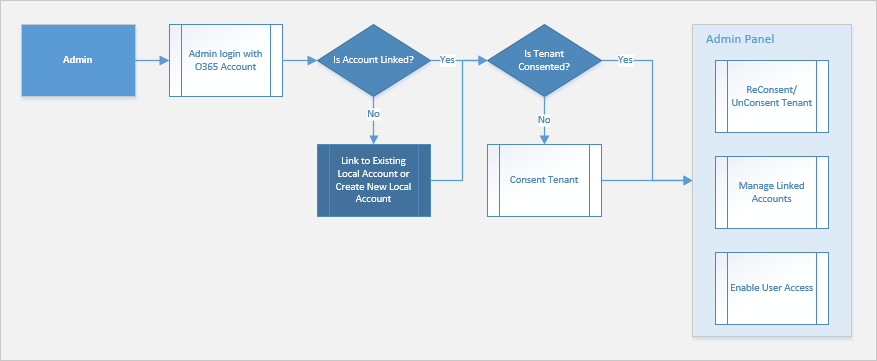 Admin
Admin login with
O365 Account
Is Account Linked?
Yes
No
Link to Existing
Local Account or
Create New Local
Account
Is Tenant
Consented?
Yes
No
Consent Tenant
Admin Panel
ReConsent/
UnConsent Tenant
Manage Linked
Accounts
Enable User Access